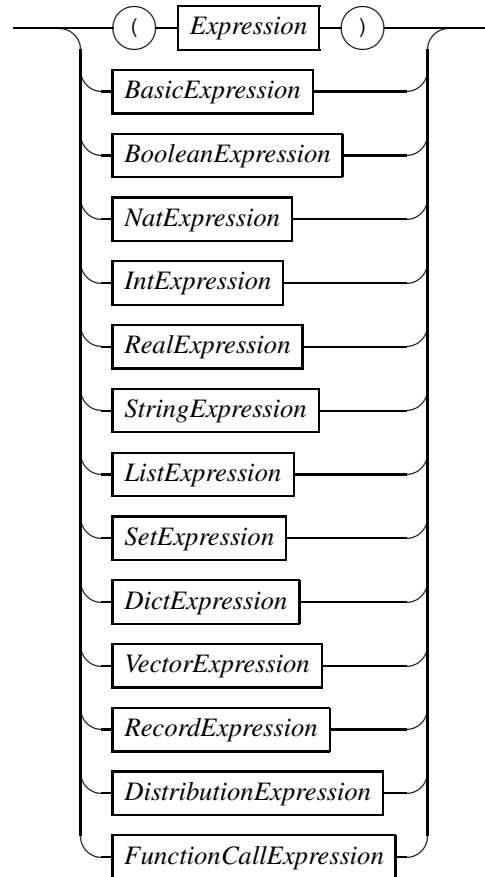 ( Expression )
BasicExpression
BooleanExpression
NatExpression
IntExpression
RealExpression
StringExpression
ListExpression
SetExpression
DictExpression
VectorExpression
RecordExpression
DistributionExpression
FunctionCallExpression